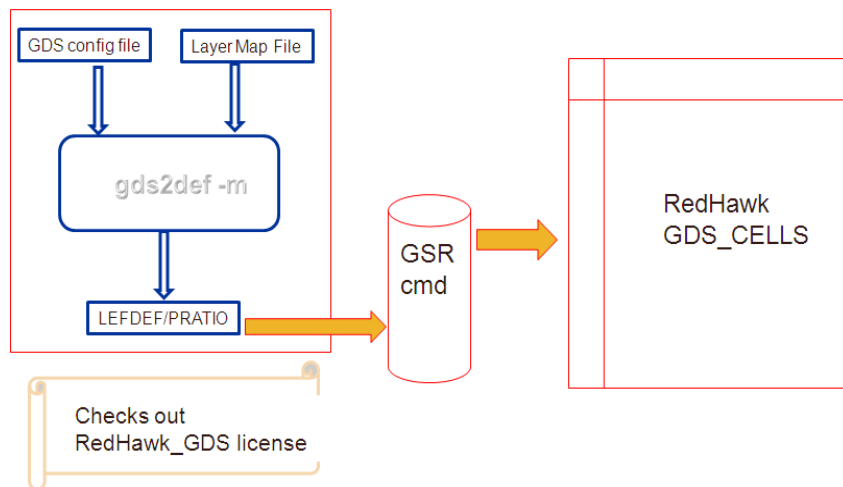 GDS config file
Layer Map File
gds2def -m
LEFDEF/PRATIO
GSR
cmd
RedHawk
GDS_CELLS
Checks out
RedHawk_GDS license